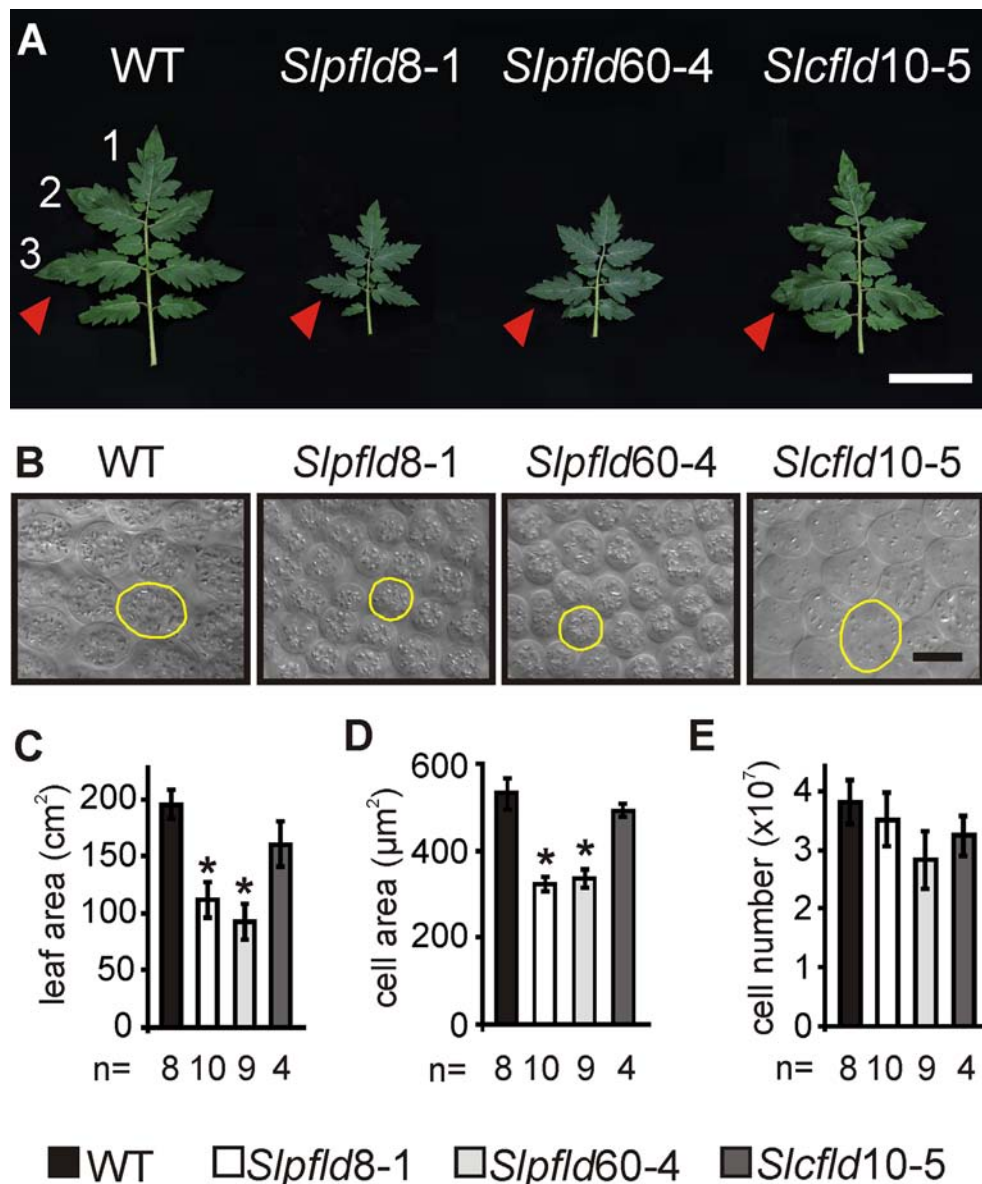 A WT Slpfld8-1 Slpfld60-4 Slcfld10-5
1
2
3
B WT Slpfld8-1 Slpfld60-4 Slcfld10-5
C
leaf area (cm²)
200
150
100
50
0
* *
n= 8 10 9 4
D
cell area (µm²)
600
400
200
0
* *
n= 8 10 9 4
E
cell number (x10⁷)
4
3
2
1
0
n= 8 10 9 4
WT Slpfld8-1 Slpfld60-4 Slcfld10-5